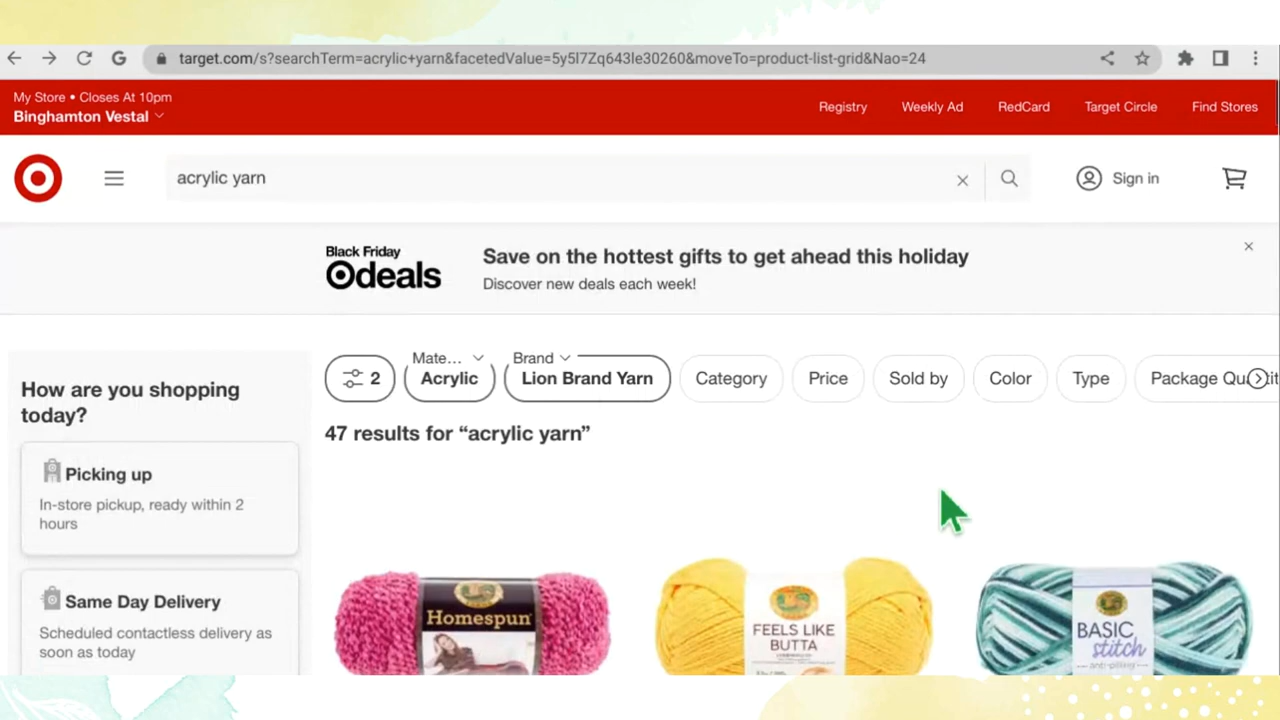 target.com/s?searchTerm=acrylic+yarn&facetedValue=5y5l7Zq643le30260&moveTo=product-list-grid&Nao=24
My Store • Closes At 10pm
Binghamton Vestal
Registry
Weekly Ad
RedCard
Target Circle
Find Stores
acrylic yarn
Sign in
Black Friday
deals
Save on the hottest gifts to get ahead this holiday
Discover new deals each week!
How are you shopping
today?
Picking up
In-store pickup, ready within 2
hours
Same Day Delivery
Scheduled contactless delivery as
soon as today
2
Mate...
Acrylic
Brand
Lion Brand Yarn
Category
Price
Sold by
Color
Type
Package Qu
47 results for “acrylic yarn”
Homespun
FEELS LIKE
BUTTA
BASIC
stitch
anti-pilling